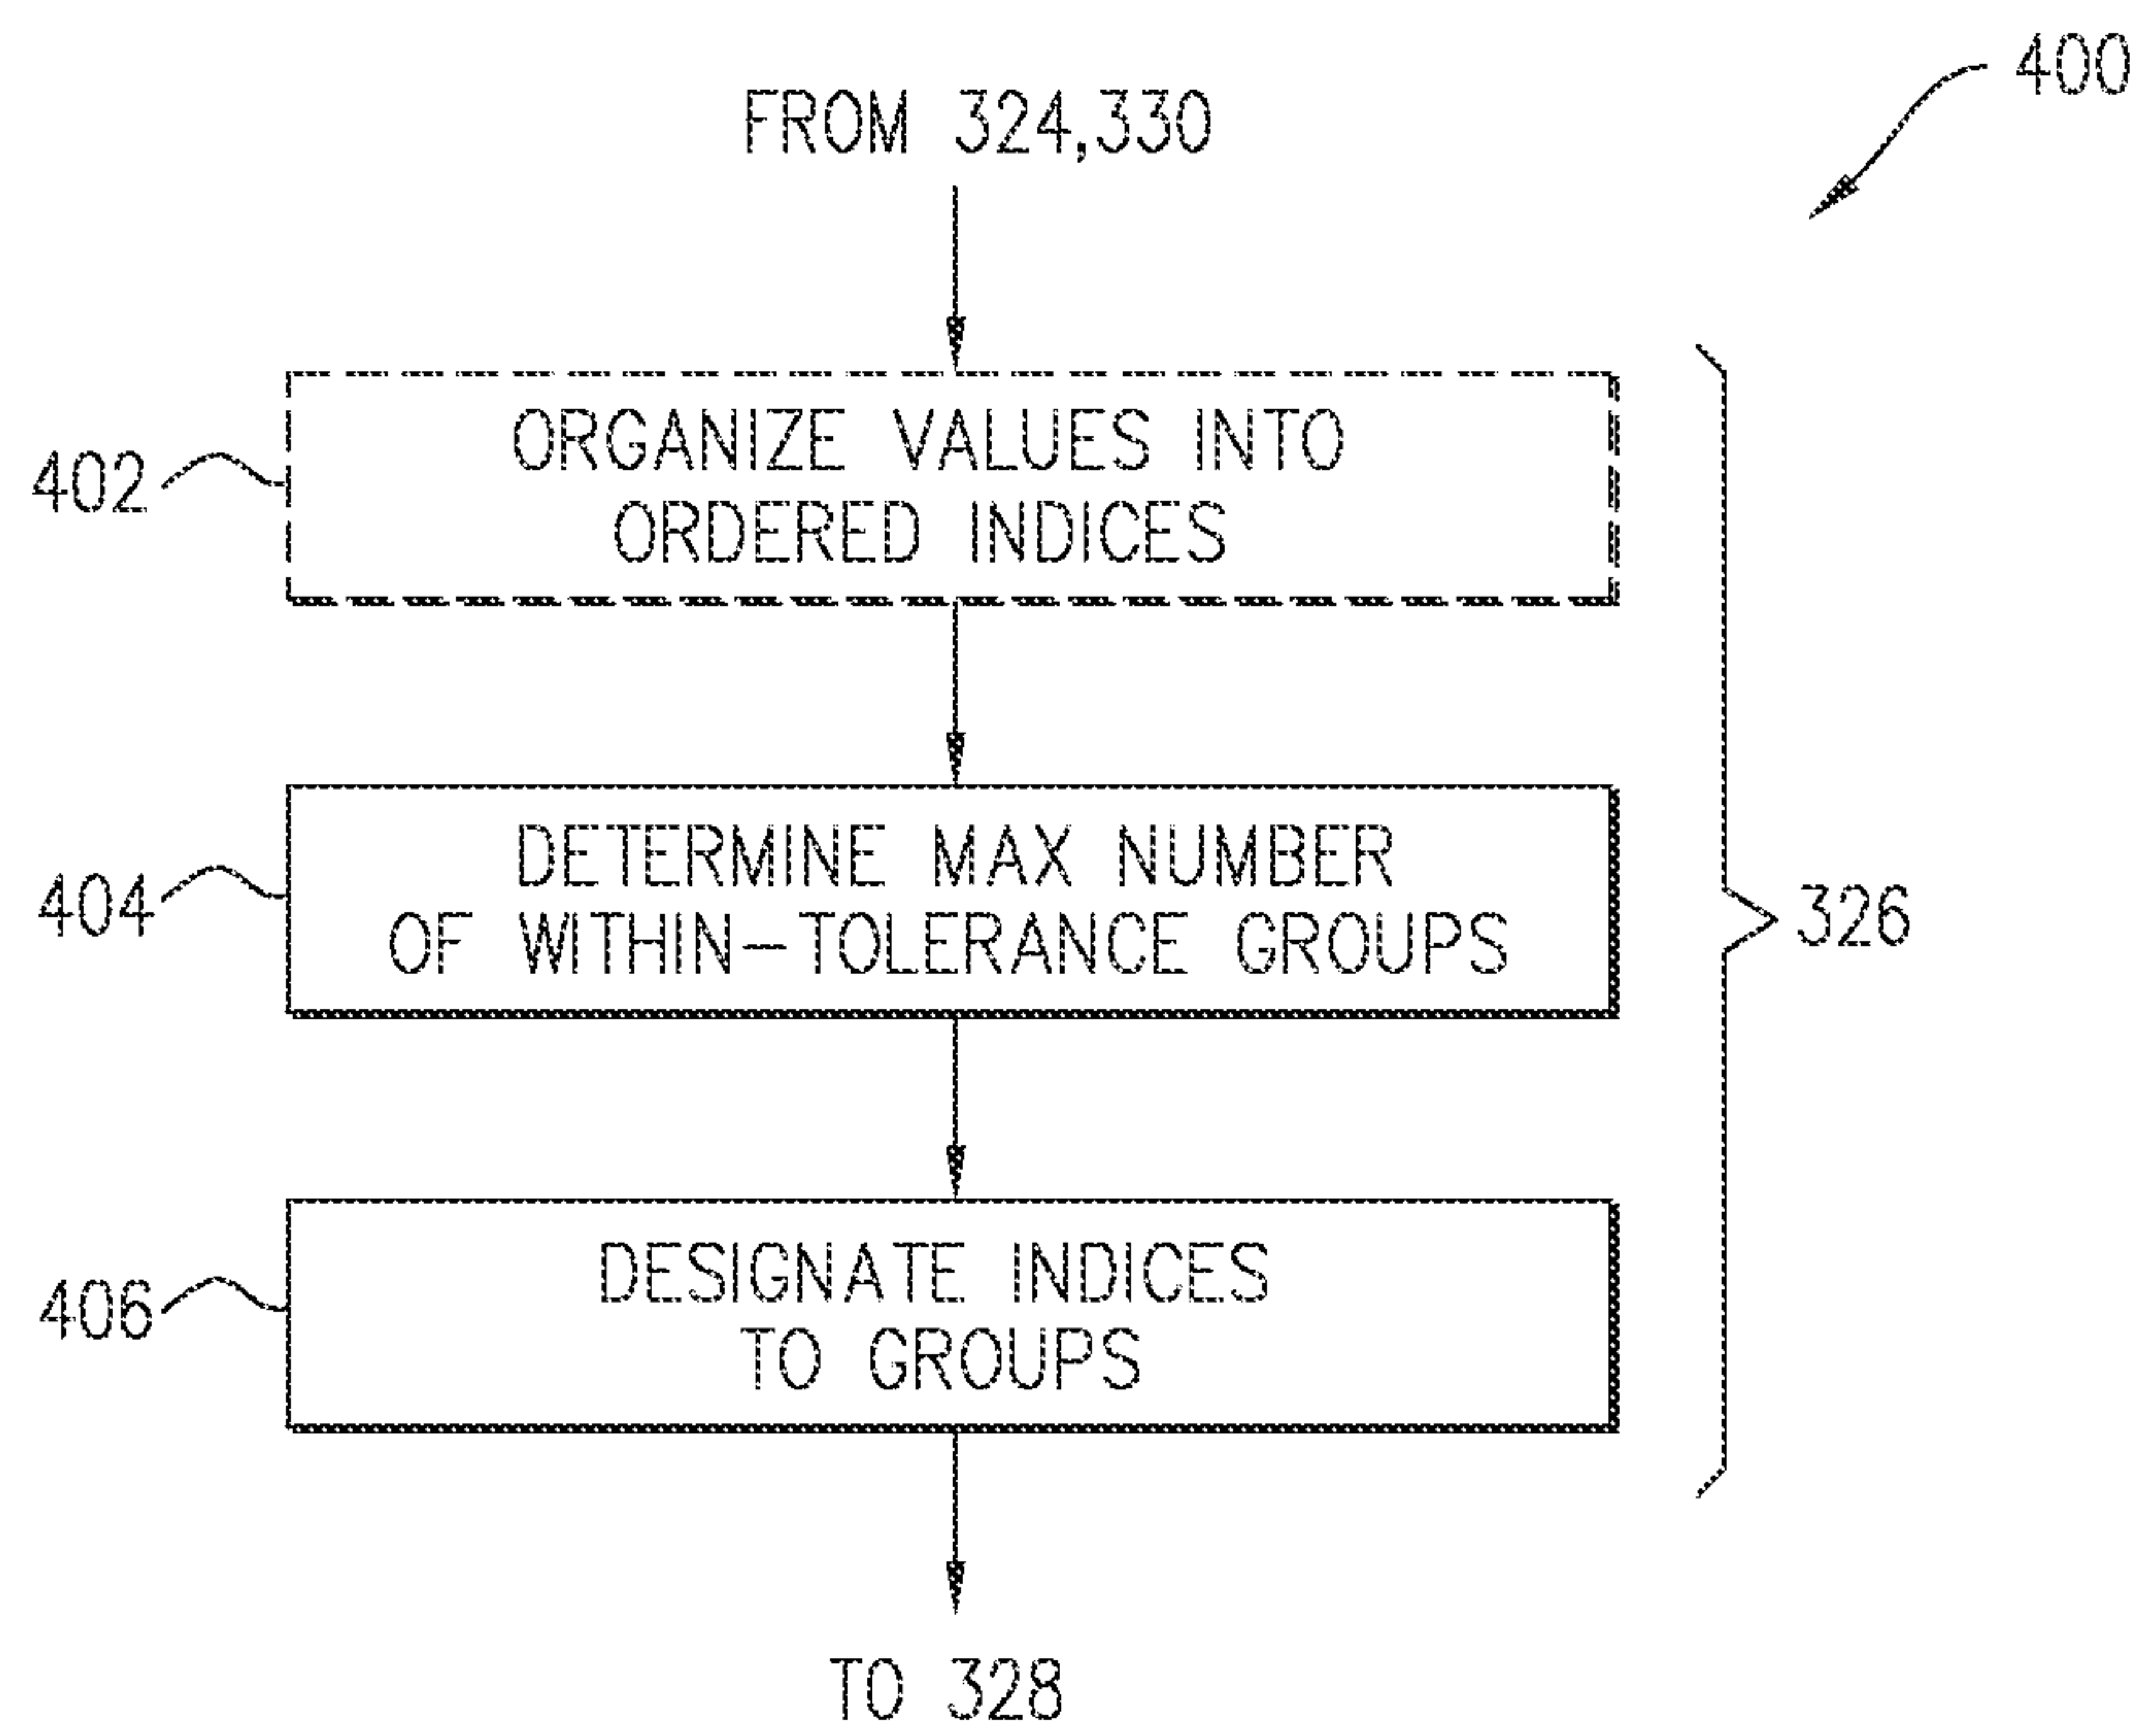 400
FROM 324,330
402
ORGANIZE VALUES INTO
ORDERED INDICES
404
DETERMINE MAX NUMBER
OF WITHIN-TOLERANCE GROUPS
326
406
DESIGNATE INDICES
TO GROUPS
TO 328